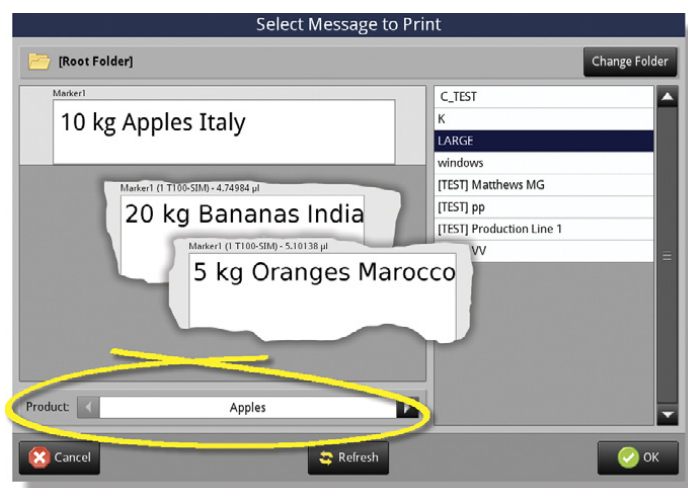 Select Message to Print
[Root Folder]
Change Folder
Marker1
10 kg Apples Italy
Marker1 (1 T100-SIM) - 4.74984 µl
20 kg Bananas India
Marker1 (1 T100-SIM) - 5.10138 µl
5 kg Oranges Marocco
C_TEST
K
LARGE
windows
[TEST] Matthews MG
[TEST] pp
[TEST] Production Line 1
VV
Product:
Apples
Cancel
Refresh
OK